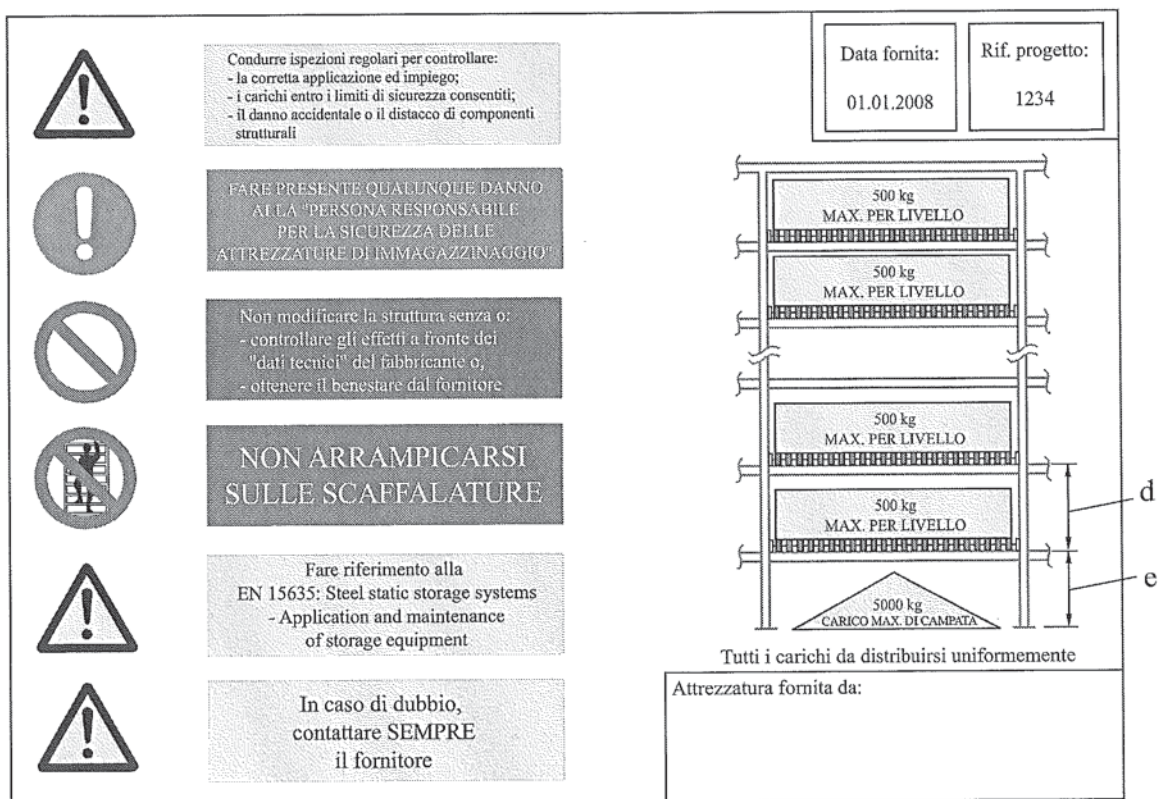 Condurre ispezioni regolari per controllare:
- la corretta applicazione ed impiego;
- i carichi entro i limiti di sicurezza consentiti;
- il danno accidentale o il distacco di componenti
strutturali
FARE PRESENTE QUALUNQUE DANNO
ALLA "PERSONA RESPONSABILE
PER LA SICUREZZA DELLE
ATTREZZATURE DI IMMAGAZZINAGGIO"
Non modificare la struttura senza o:
- controllare gli effetti a fronte dei
"dati tecnici" del fabbricante o,
- ottenere il benestare dal fornitore
NON ARRAMPICARSI
SULLE SCAFFALATURE
Fare riferimento alla
EN 15635: Steel static storage systems
- Application and maintenance
of storage equipment
In caso di dubbio,
contattare SEMPRE
il fornitore
Data fornita:
01.01.2008
Rif. progetto:
1234
500 kg
MAX. PER LIVELLO
500 kg
MAX. PER LIVELLO
500 kg
MAX. PER LIVELLO
500 kg
MAX. PER LIVELLO
d
e
5000 kg
CARICO MAX. DI CAMPATA
Tutti i carichi da distribuirsi uniformemente
Attrezzatura fornita da: